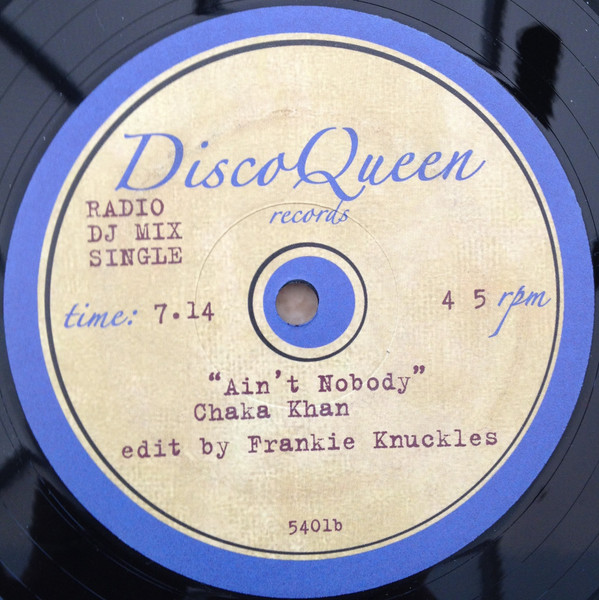 DiscoQueen
records
RADIO
DJ MIX
SINGLE
time: 7.14
4 5 rpm
"Ain't Nobody"
Chaka Khan
edit by Frankie Knuckles
5401b